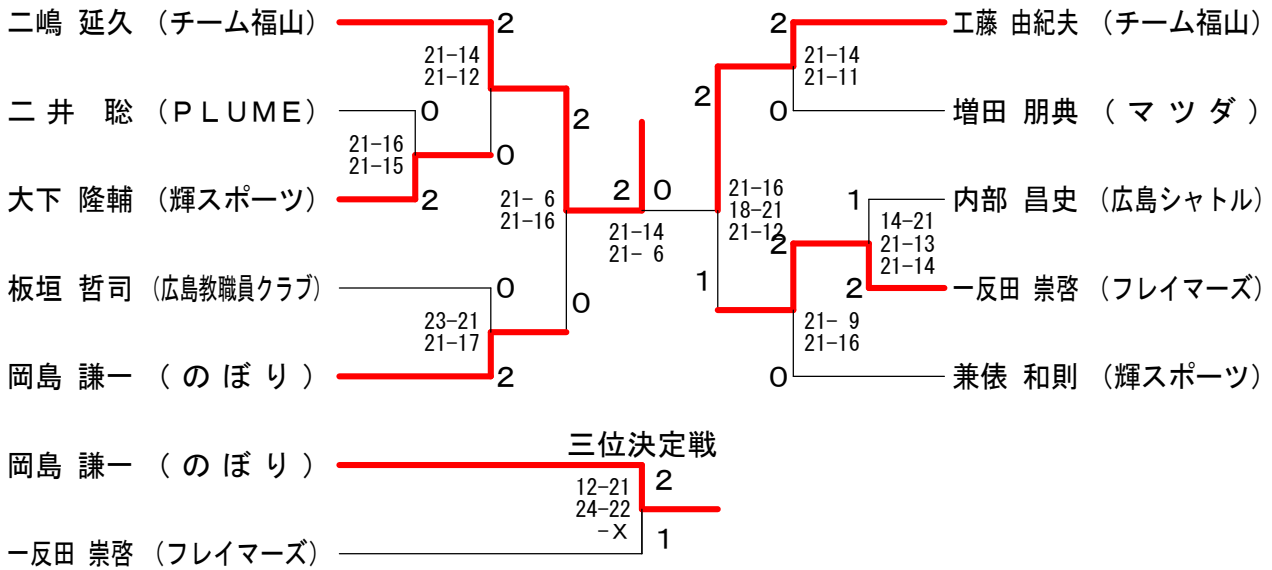 二嶋 延久 (チーム福山)
2
21-14
21-12
二 井 聡 (ＰＬＵＭＥ)
0
21-16
21-15
0
大下 隆輔 (輝スポーツ)
2
2
21- 6
21-16
板垣 哲司 (広島教職員クラブ)
0
23-21
21-17
0
岡島 謙一 (のぼり)
2
2 0
21-14
21- 6
工藤 由紀夫 (チーム福山)
2
21-14
21-11
増田 朋典 (マツダ)
0
2
21-16
18-21
21-12
1
内部 昌史 (広島シャトル)
1
14-21
21-13
21-14
一反田 崇啓 (フレイマーズ)
2
2
21- 9
21-16
兼俵 和則 (輝スポーツ)
0
三位決定戦
岡島 謙一 (のぼり)
2
12-21
24-22
-X
一反田 崇啓 (フレイマーズ)
1